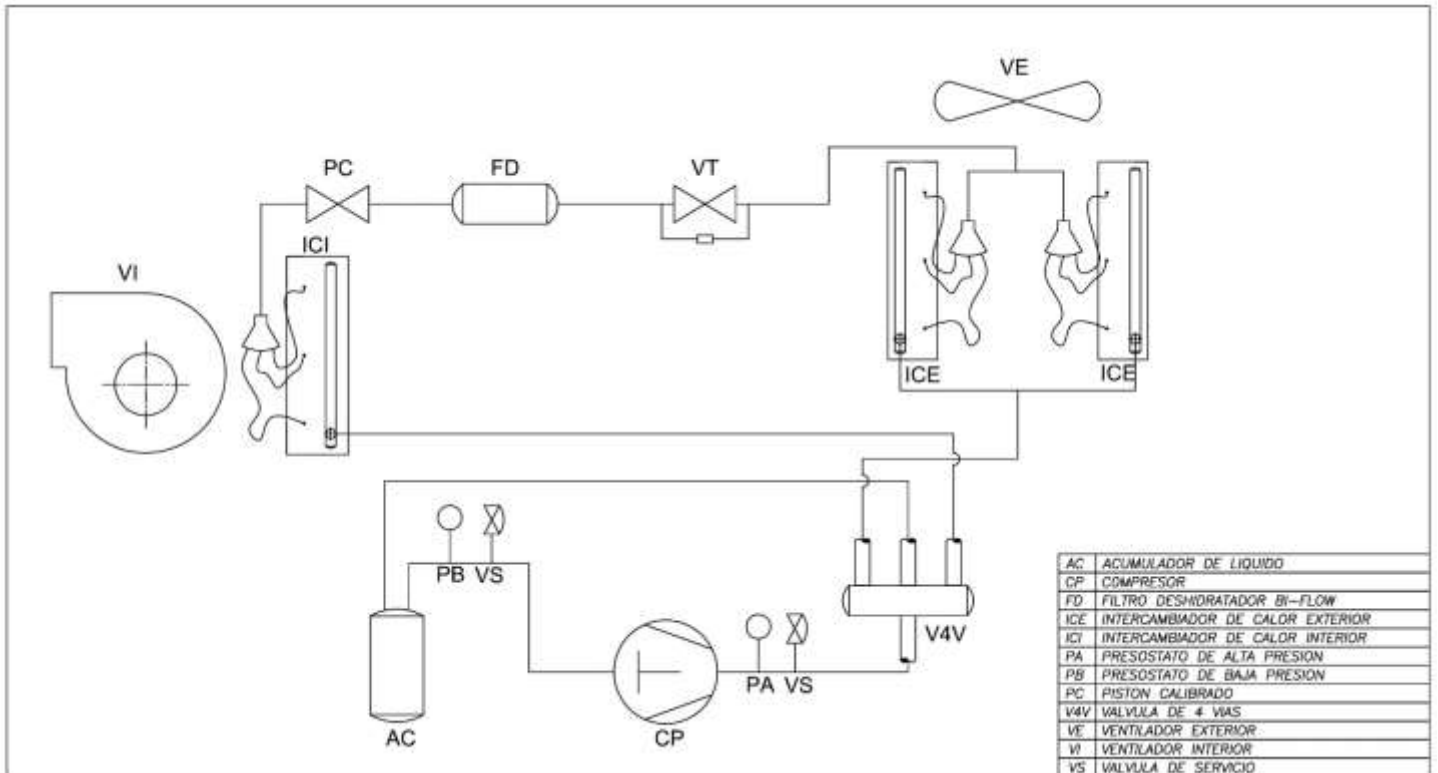 VE
PC FD VT
ICI
VI
ICE ICE
PB VS
V4V
PA VS
AC CP
AC ACUMULADOR DE LIQUIDO
CP COMPRESOR
FD FILTRO DESHIDRATADOR BI-FLOW
ICE INTERCAMBIADOR DE CALOR EXTERIOR
ICI INTERCAMBIADOR DE CALOR INTERIOR
PA PRESOSTATO DE ALTA PRESION
PB PRESOSTATO DE BAJA PRESION
PC PISTON CALIBRADO
V4V VALVULA DE 4 VIAS
VE VENTILADOR EXTERIOR
VI VENTILADOR INTERIOR
VS VALVULA DE SERVICIO